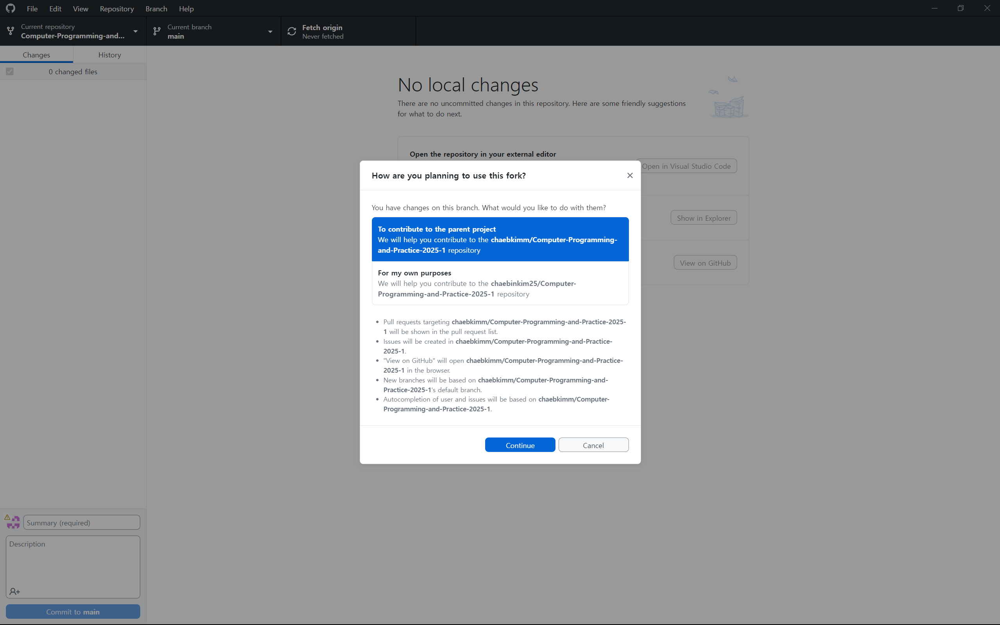 File Edit View Repository Branch Help
Current repository
Computer-Programming-and...
Current branch
main
Fetch origin
Never fetched
Changes
History
0 changed files
No local changes
There are no uncommitted changes in this repository. Here are some friendly suggestions
for what to do next.
Open the repository in your external editor
Open in Visual Studio Code
Show in Explorer
View on GitHub
How are you planning to use this fork?
You have changes on this branch. What would you like to do with them?
To contribute to the parent project
We will help you contribute to the chaebkimm/Computer-Programming-
and-Practice-2025-1 repository
For my own purposes
We will help you contribute to the chaebinkim25/Computer-
Programming-and-Practice-2025-1 repository
• Pull requests targeting chaebkimm/Computer-Programming-and-Practice-2025-
1 will be shown in the pull request list.
• Issues will be created in chaebkimm/Computer-Programming-and-Practice-
2025-1.
• "View on GitHub" will open chaebkimm/Computer-Programming-and-Practice-
2025-1 in the browser.
• New branches will be based on chaebkimm/Computer-Programming-and-
Practice-2025-1's default branch.
• Autocompletion of user and issues will be based on chaebkimm/Computer-
Programming-and-Practice-2025-1.
Continue
Cancel
Summary (required)
Description
Commit to main